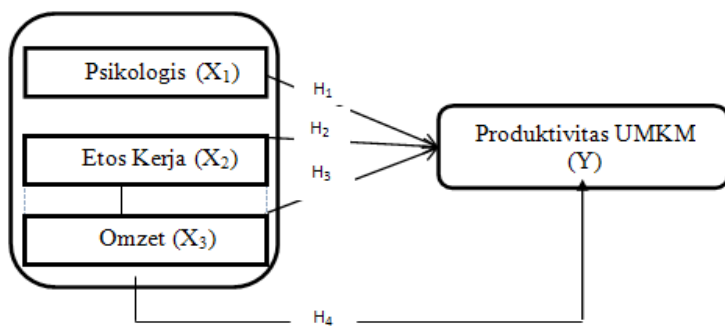 Psikologis (X₁)
H₁
H₂
Produktivitas UMKM
(Y)
Etos Kerja (X₂)
H₃
Omzet (X₃)
H₄